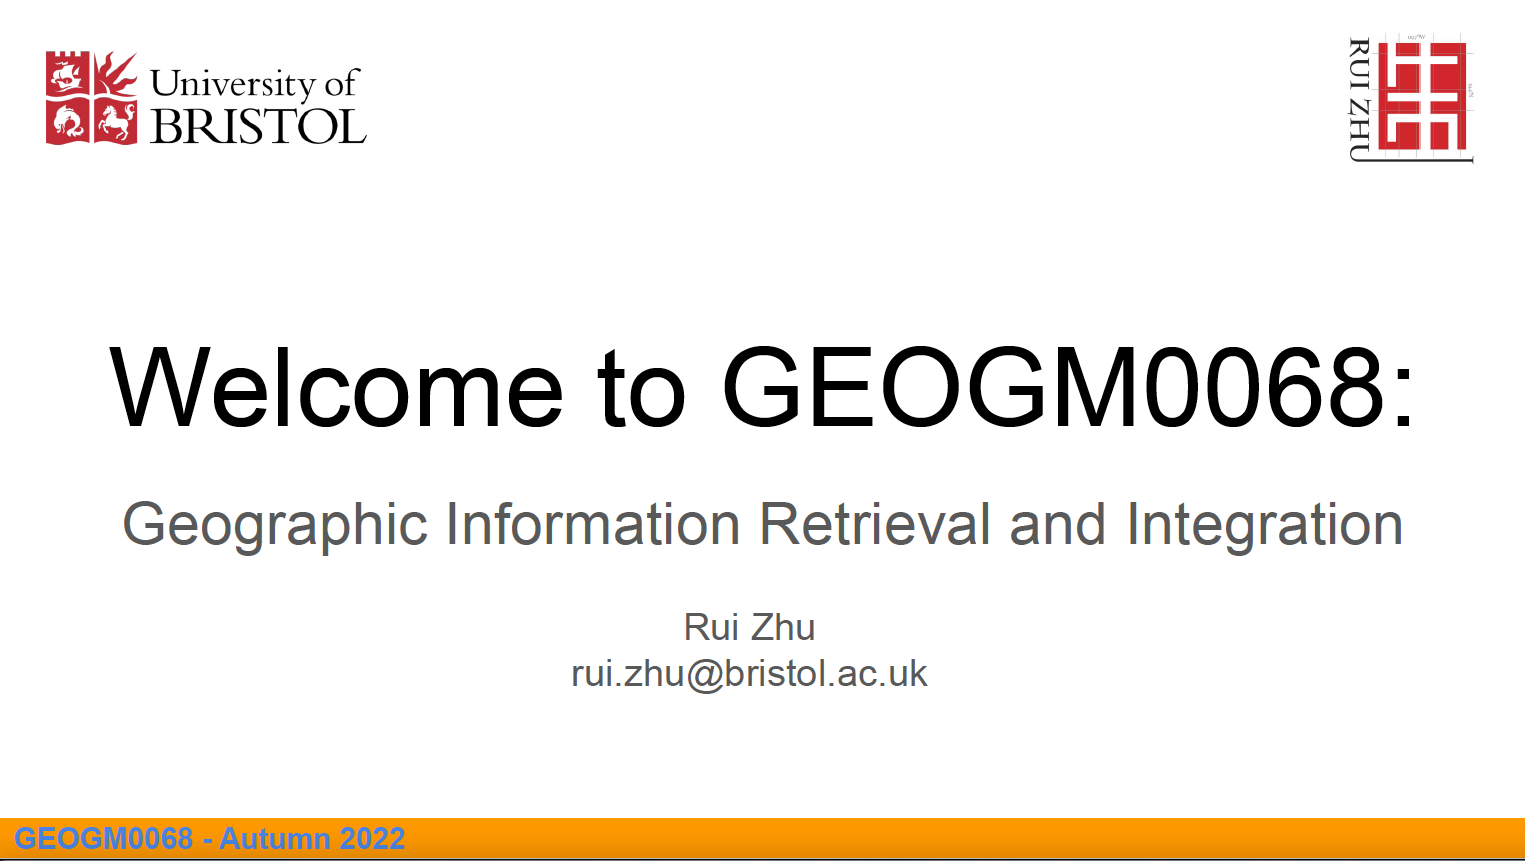 University of
BRISTOL
RUI ZHU
Welcome to GEOGM0068:
Geographic Information Retrieval and Integration
Rui Zhu
rui.zhu@bristol.ac.uk
GEOGM0068 - Autumn 2022